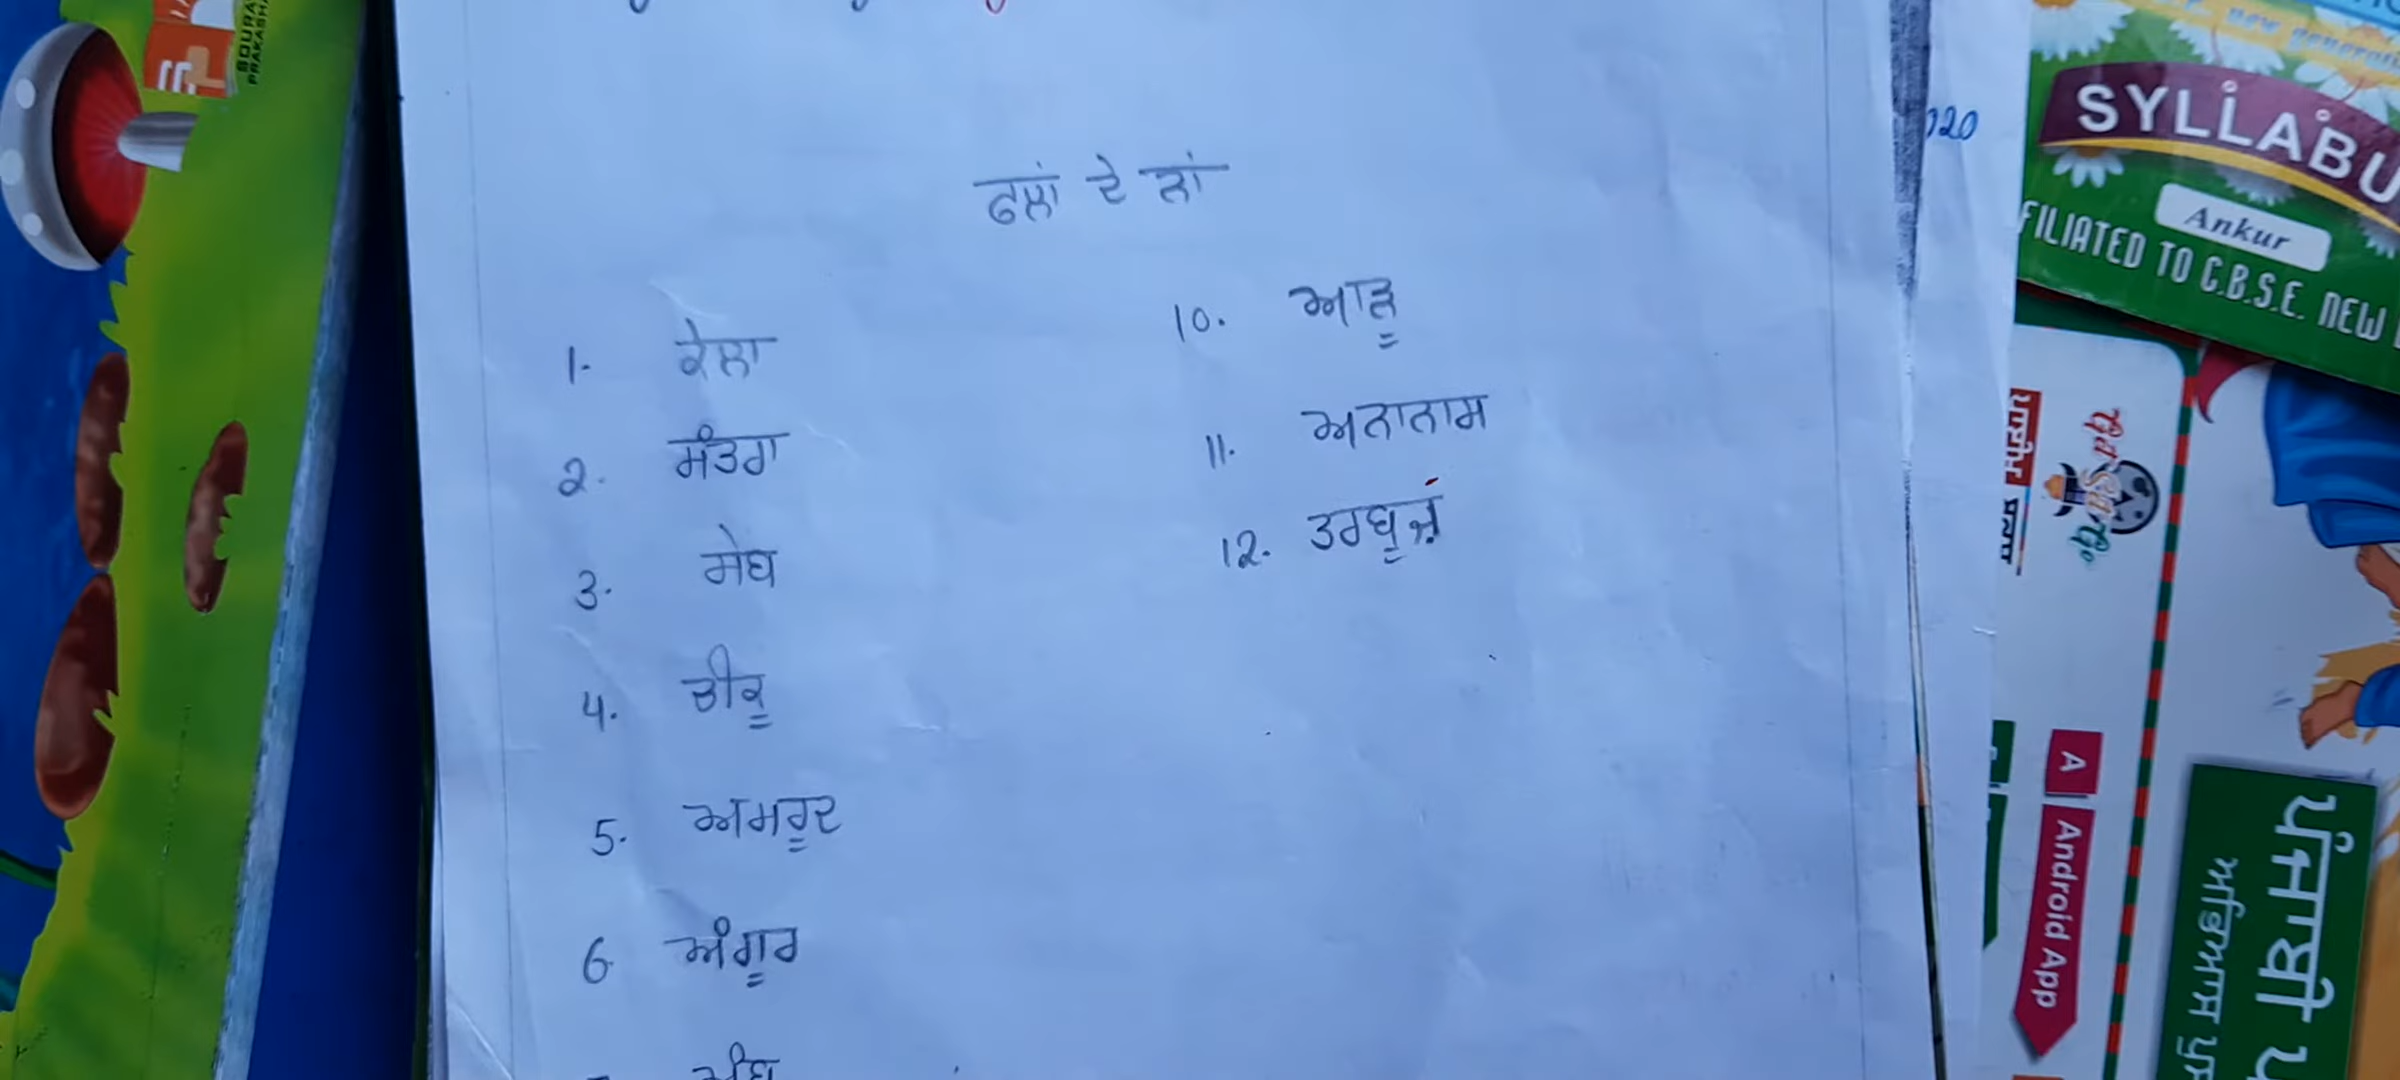 ਫਲਾਂ ਦੇ ਨਾਂ
1. ਕੇਲਾ
2. ਸੰਤਰਾ
3. ਸੇਬ
4. ਚੀਕੂ
5. ਅਮਰੂਦ
6. ਅੰਗੂਰ
ਅੰਬ
10. ਆੜੂ
11. ਅਨਾਨਾਸ
12. ਤਰਬੂਜ਼ਂ
020
SYLLABU
Ankur
FILIATED TO C.B.S.E. NEW
A Android App
ਪੰਜਾਬੀ